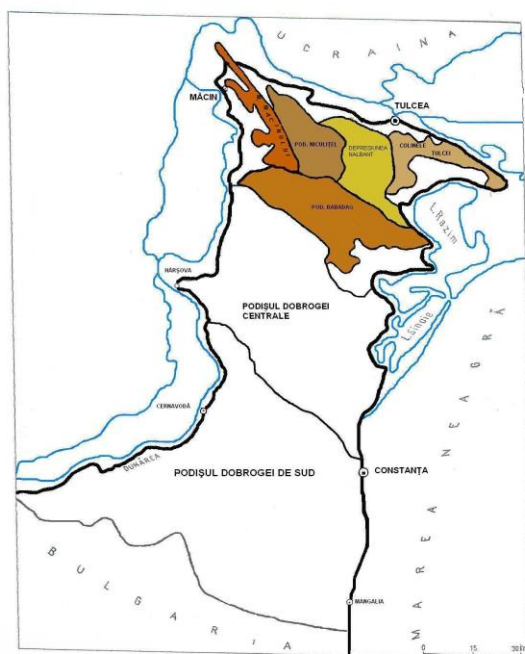 UCRAINA
MĂCIN
TULCEA
M. MĂCINULUI
POD. NICULIȚEL
DEPRESIUNEA
NALBANT
COLINELE
TULCEI
POD. BABADAG
L. Razim
HÂRȘOVA
PODIȘUL DOBROGEI
CENTRALE
L. Sinoie
CERNAVODĂ
DUNĂREA
PODIȘUL DOBROGEI DE SUD
CONSTANȚA
MAREA NEAGRĂ
BULGARIA
MANGALIA
0 15 30